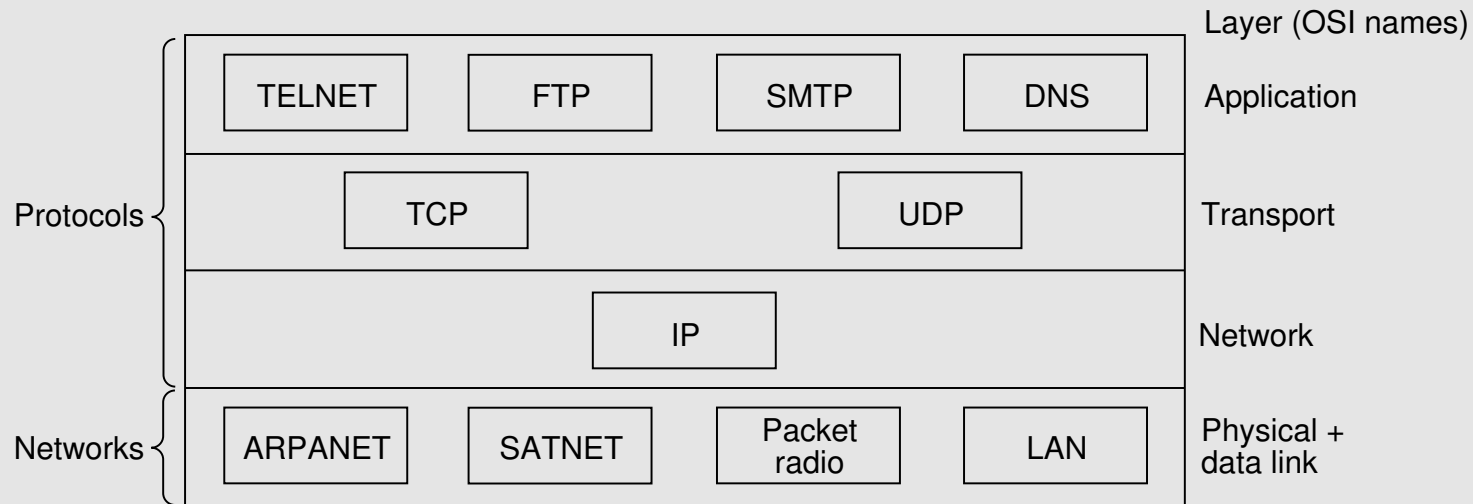 Layer (OSI names)
TELNET FTP SMTP DNS Application
Protocols TCP UDP Transport
IP Network
Networks ARPANET SATNET Packet radio LAN Physical +
data link